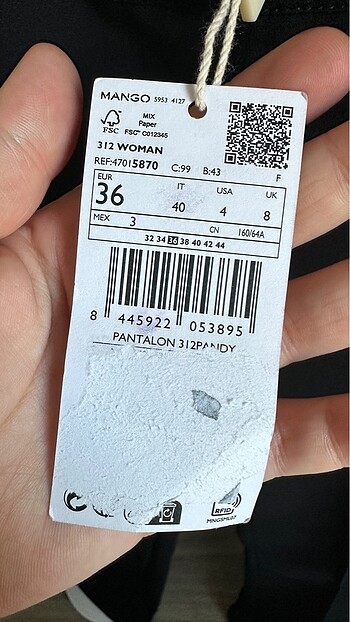 MANGO 5953 4127
MIX
Paper
FSC FSC® C012345
312 WOMAN
REF:47015870 C:99 B:43 F
EUR IT USA UK
36 40 4 8
MEX 3 CN 160/64A
32 34 36 38 40 42 44
8 445922 053895
PANTALON 312PANDY
RFID
MNGSML07